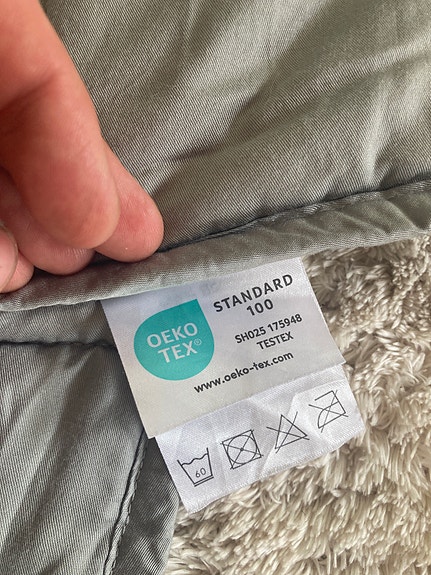 OEKO
TEX®
STANDARD
100
SH025 175948
TESTEX
www.oeko-tex.com
60